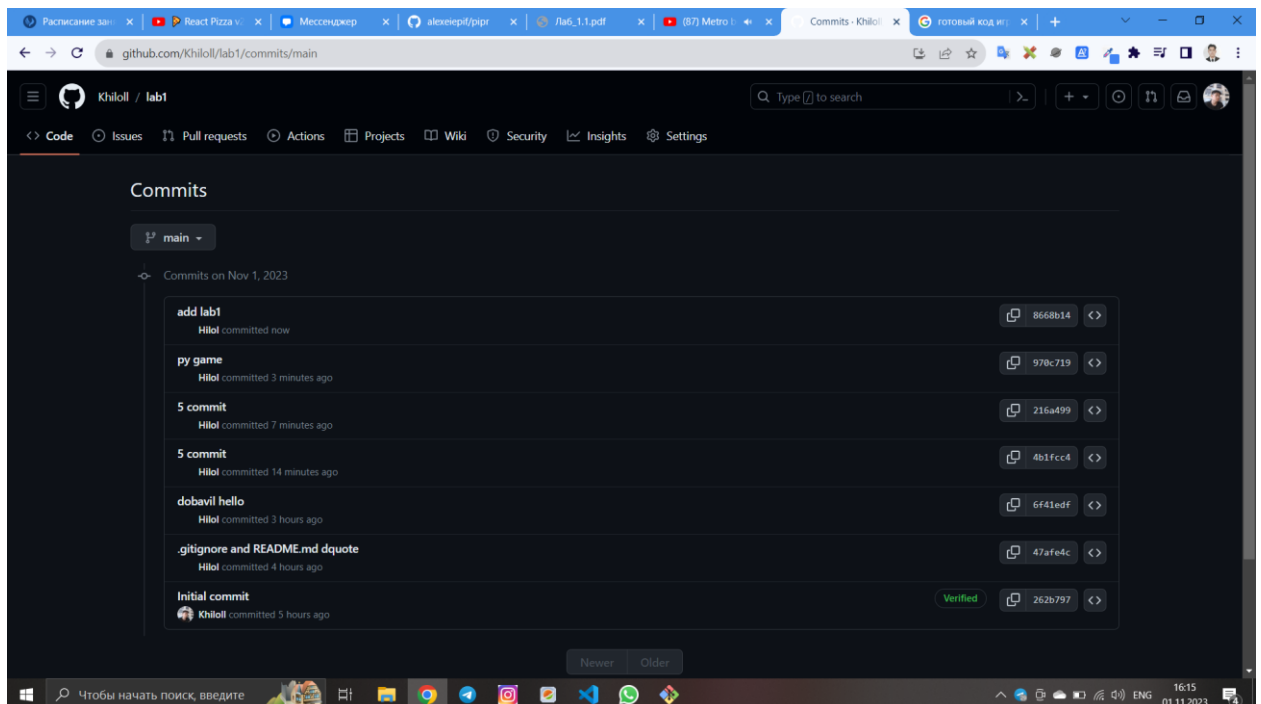 Расписание зан
React Pizza v
Мессенджер
alexeiepif/pipr
Лаб_1.1.pdf
(87) Metro b
Commits · Khiloll
готовый код игр
github.com/Khiloll/lab1/commits/main
Khiloll / lab1
Type / to search
Code Issues Pull requests Actions Projects Wiki Security Insights Settings
Commits
main
Commits on Nov 1, 2023
add lab1
Hilol committed now
8668b14
py game
Hilol committed 3 minutes ago
970c719
5 commit
Hilol committed 7 minutes ago
216a499
5 commit
Hilol committed 14 minutes ago
4b1fcc4
dobavil hello
Hilol committed 3 hours ago
6f41edf
.gitignore and README.md dquote
Hilol committed 4 hours ago
47afe4c
Initial commit
Khiloll committed 5 hours ago
Verified
262b797
Newer Older
Чтобы начать поиск, введите
ENG
16:15
01.11.2023
4